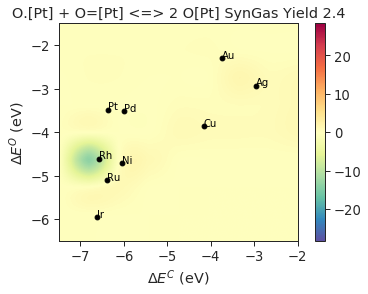 O.[Pt] + O=[Pt] <=> 2 O[Pt] SynGas Yield 2.4
−2
−3
−4
−5
−6
ΔE^O (eV)
Au
Ag
Pt
Pd
Cu
Rh
Ni
Ru
Ir
−7
−6
−5
−4
−3
−2
ΔE^C (eV)
20
10
0
−10
−20